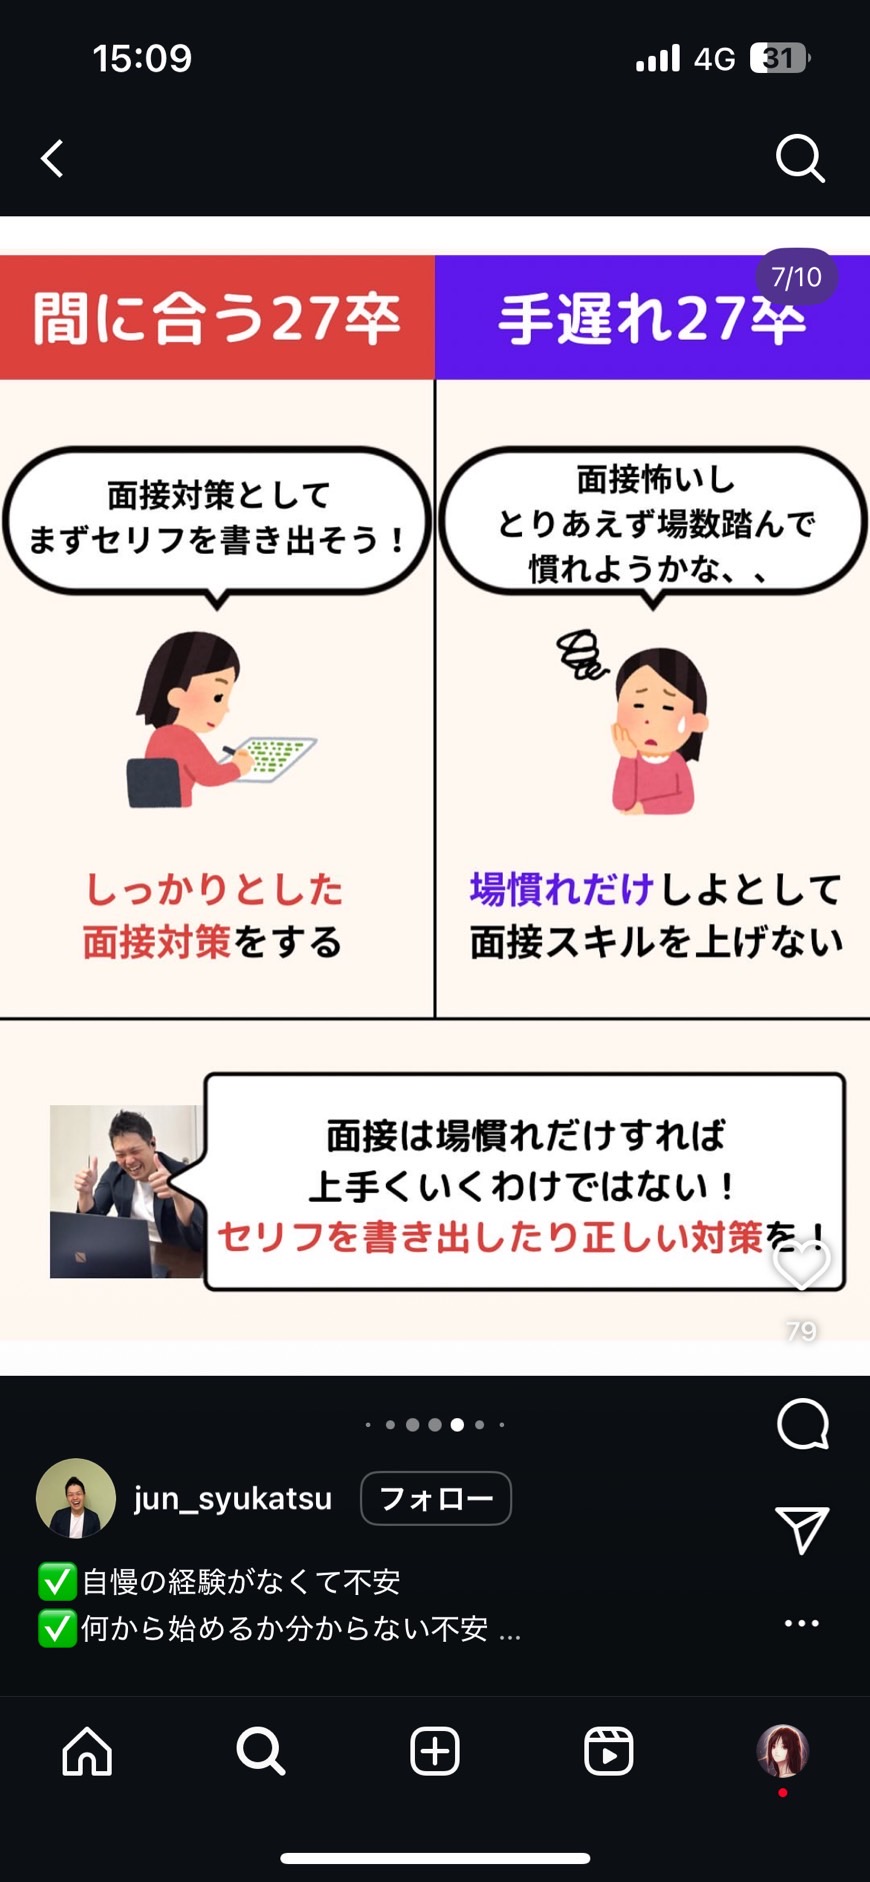 15:09
4G
31
7/10
間に合う27卒
手遅れ27卒
面接対策として
まずセリフを書き出そう！
面接怖いし
とりあえず場数踏んで
慣れようかな、、
しっかりとした
面接対策をする
場慣れだけしよとして
面接スキルを上げない
面接は場慣れだけすれば
上手くいくわけではない！
セリフを書き出したり正しい対策を！
79
jun_syukatsu
フォロー
✅自慢の経験がなくて不安
✅何から始めるか分からない不安 ...